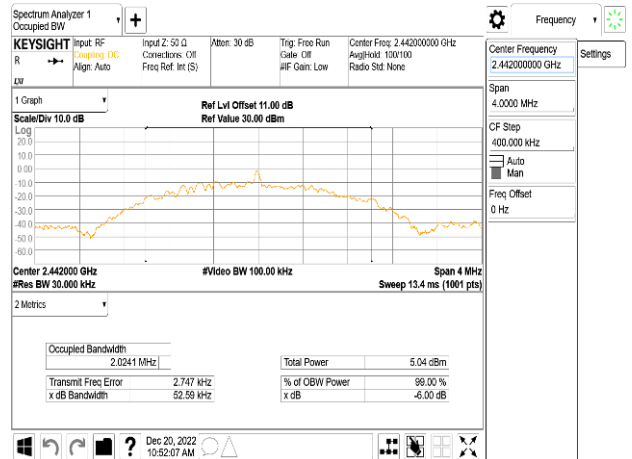 Spectrum Analyzer 1
Occupied BW
Frequency
KEYSIGHT
R
Input: RF
Coupling: DC
Align: Auto
Input Z: 50 Ω
Corrections: Off
Freq Ref: Int (S)
Atten: 30 dB
Trig: Free Run
Gate: Off
#IF Gain: Low
Center Freq: 2.442000000 GHz
Avg|Hold: 100/100
Radio Std: None
Center Frequency
2.442000000 GHz
Settings
Span
4.0000 MHz
CF Step
400.000 kHz
Auto
Man
Freq Offset
0 Hz
1 Graph
Scale/Div 10.0 dB
Ref Lvl Offset 11.00 dB
Ref Value 30.00 dBm
Log
20.0
10.0
0.00
-10.0
-20.0
-30.0
-40.0
-50.0
-60.0
Center 2.442000 GHz
#Res BW 30.000 kHz
#Video BW 100.00 kHz
Span 4 MHz
Sweep 13.4 ms (1001 pts)
2 Metrics
Occupied Bandwidth
2.0241 MHz
Transmit Freq Error 2.747 kHz
x dB Bandwidth 52.59 kHz
Total Power 5.04 dBm
% of OBW Power 99.00 %
x dB -6.00 dB
?
Dec 20, 2022
10:52:07 AM